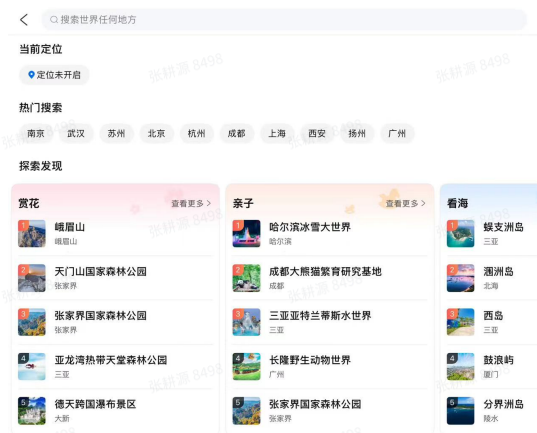 搜索世界任何地方
当前定位
定位未开启
热门搜索
南京 武汉 苏州 北京 杭州 成都 上海 西安 扬州 广州
探索发现
赏花 查看更多
1 峨眉山
峨眉山
2 天门山国家森林公园
张家界
3 张家界国家森林公园
张家界
4 亚龙湾热带天堂森林公园
三亚
5 德天跨国瀑布景区
大新
亲子 查看更多
1 哈尔滨冰雪大世界
哈尔滨
2 成都大熊猫繁育研究基地
成都
3 三亚亚特兰蒂斯水世界
三亚
4 长隆野生动物世界
广州
5 张家界国家森林公园
张家界
看海
1 蜈支洲岛
三亚
2 涠洲岛
北海
3 西岛
三亚
4 鼓浪屿
厦门
5 分界洲岛
陵水
张耕源 8498